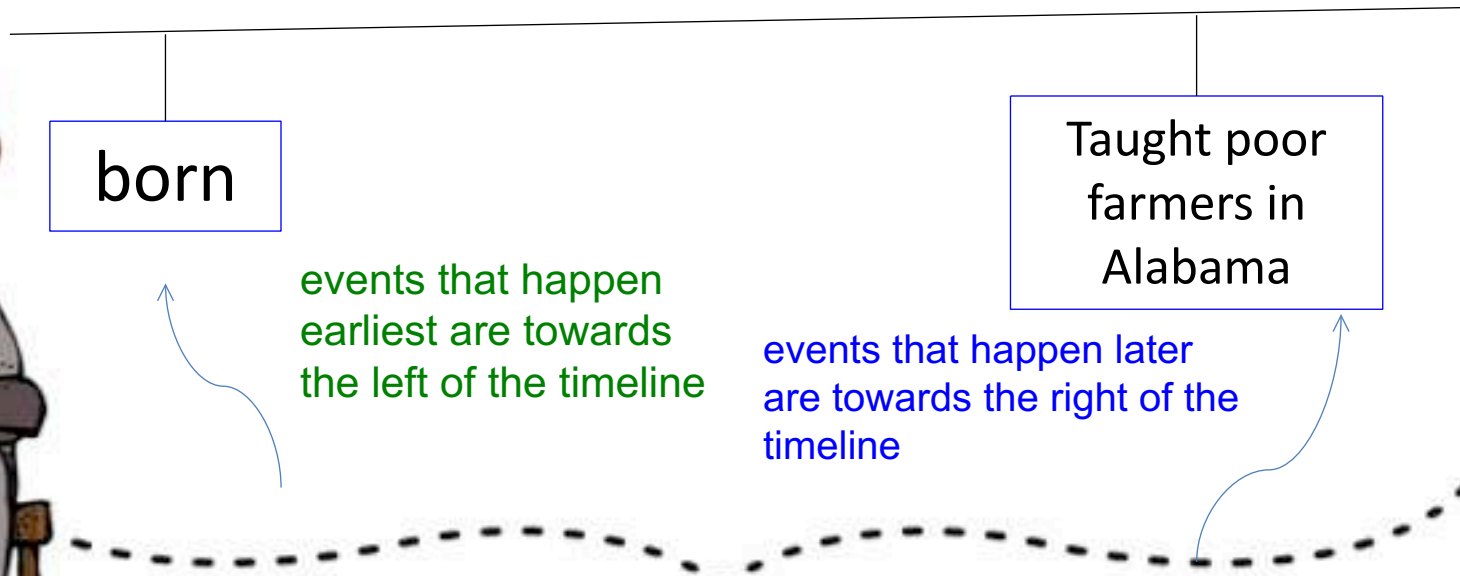 born
Taught poor
farmers in
Alabama
events that happen
earliest are towards
the left of the timeline
events that happen later
are towards the right of the
timeline